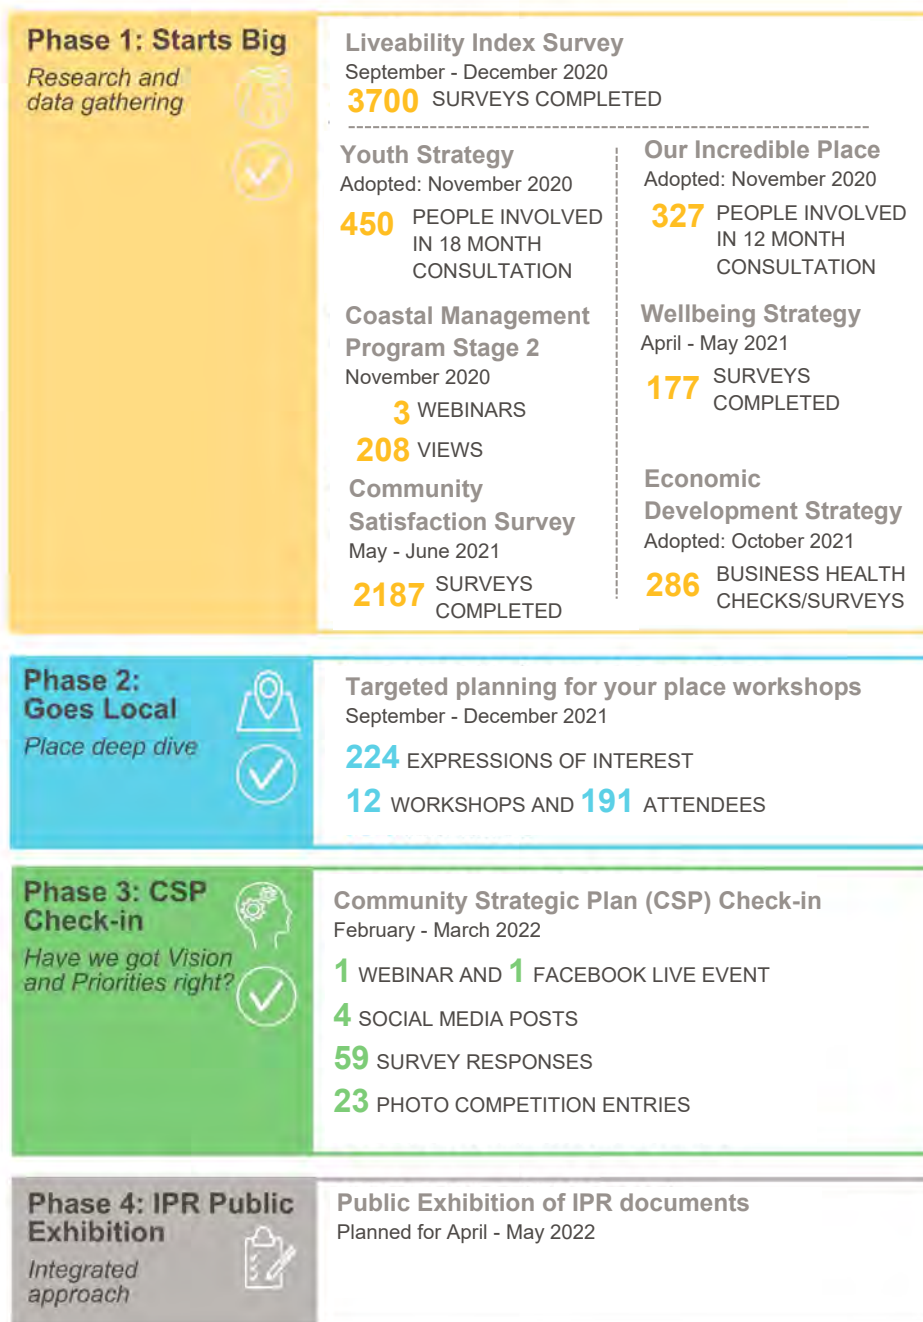 Phase 1: Starts Big
Research and
data gathering
Liveability Index Survey
September - December 2020
3700 SURVEYS COMPLETED
Youth Strategy
Adopted: November 2020
450 PEOPLE INVOLVED
IN 18 MONTH
CONSULTATION
Our Incredible Place
Adopted: November 2020
327 PEOPLE INVOLVED
IN 12 MONTH
CONSULTATION
Coastal Management
Program Stage 2
November 2020
3 WEBINARS
208 VIEWS
Wellbeing Strategy
April - May 2021
177 SURVEYS
COMPLETED
Community
Satisfaction Survey
May - June 2021
2187 SURVEYS
COMPLETED
Economic
Development Strategy
Adopted: October 2021
286 BUSINESS HEALTH
CHECKS/SURVEYS
Phase 2:
Goes Local
Place deep dive
Targeted planning for your place workshops
September - December 2021
224 EXPRESSIONS OF INTEREST
12 WORKSHOPS AND 191 ATTENDEES
Phase 3: CSP
Check-in
Have we got Vision
and Priorities right?
Community Strategic Plan (CSP) Check-in
February - March 2022
1 WEBINAR AND 1 FACEBOOK LIVE EVENT
4 SOCIAL MEDIA POSTS
59 SURVEY RESPONSES
23 PHOTO COMPETITION ENTRIES
Phase 4: IPR Public
Exhibition
Integrated
approach
Public Exhibition of IPR documents
Planned for April - May 2022